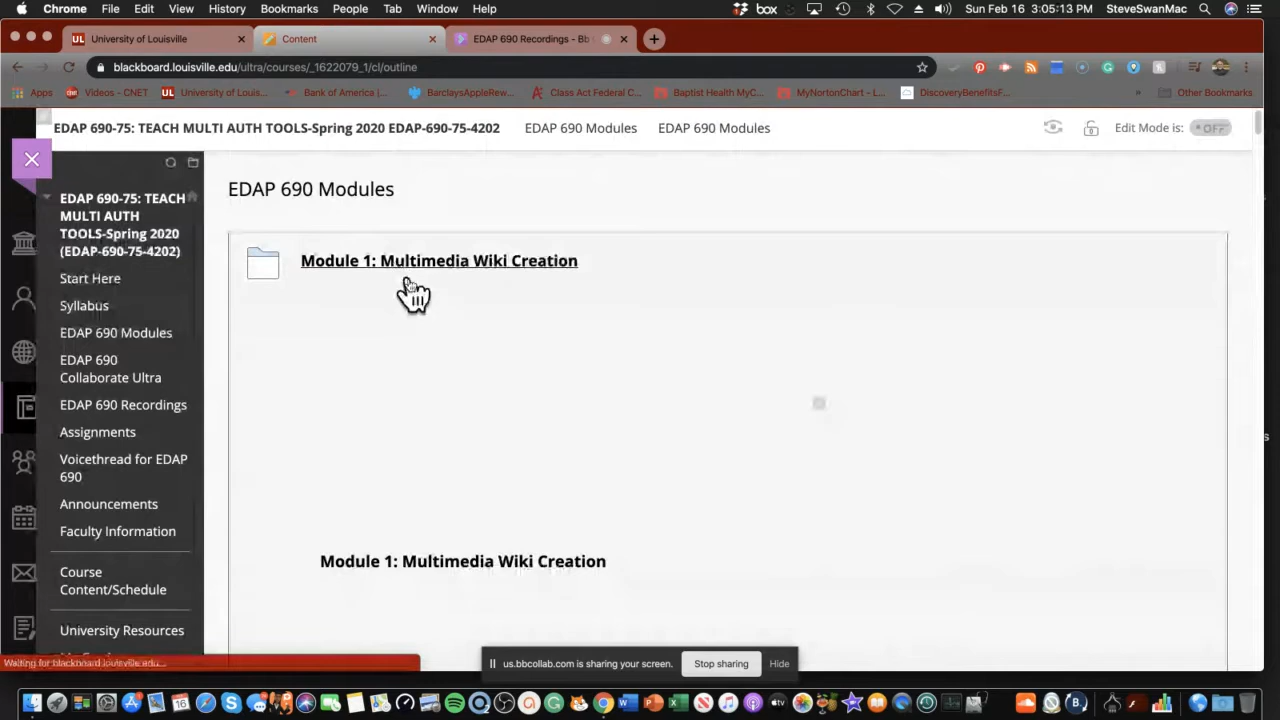 Chrome File Edit View History Bookmarks People Tab Window Help box Sun Feb 16 3:05:13 PM SteveSwanMac
UL University of Louisville × Content × EDAP 690 Recordings - Bb × +
blackboard.louisville.edu/ultra/courses/_1622079_1/cl/outline
Apps Videos - CNET UL University of Louis... Bank of America |... BarclaysAppleRew... Class Act Federal C... Baptist Health MyC... MyNortonChart - L... DiscoveryBenefitsF... » Other Bookmarks
EDAP 690-75: TEACH MULTI AUTH TOOLS-Spring 2020 EDAP-690-75-4202 EDAP 690 Modules EDAP 690 Modules Edit Mode is: OFF
EDAP 690-75: TEACH
MULTI AUTH
TOOLS-Spring 2020
(EDAP-690-75-4202)
Start Here
Syllabus
EDAP 690 Modules
EDAP 690
Collaborate Ultra
EDAP 690 Recordings
Assignments
Voicethread for EDAP
690
Announcements
Faculty Information
Course
Content/Schedule
University Resources
EDAP 690 Modules
Module 1: Multimedia Wiki Creation
Module 1: Multimedia Wiki Creation
Waiting for blackboard.louisville.edu...
us.bbcollab.com is sharing your screen. Stop sharing Hide